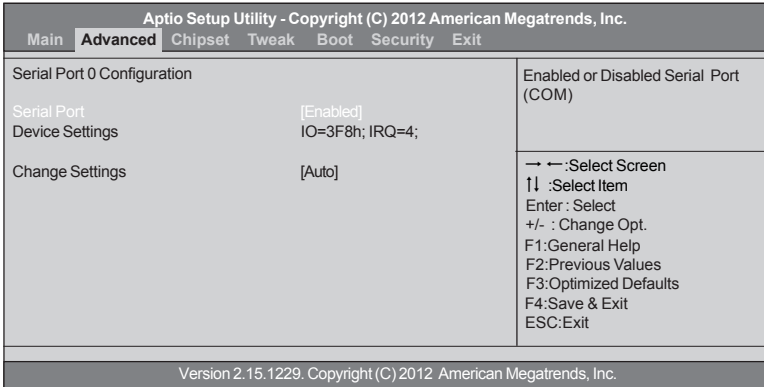 Aptio Setup Utility - Copyright (C) 2012 American Megatrends, Inc.
Main Advanced Chipset Tweak Boot Security Exit
Serial Port 0 Configuration
Serial Port [Enabled]
Device Settings IO=3F8h; IRQ=4;
Change Settings [Auto]
Enabled or Disabled Serial Port
(COM)
→ ←:Select Screen
↑↓ :Select Item
Enter : Select
+/- : Change Opt.
F1:General Help
F2:Previous Values
F3:Optimized Defaults
F4:Save & Exit
ESC:Exit
Version 2.15.1229. Copyright (C) 2012 American Megatrends, Inc.